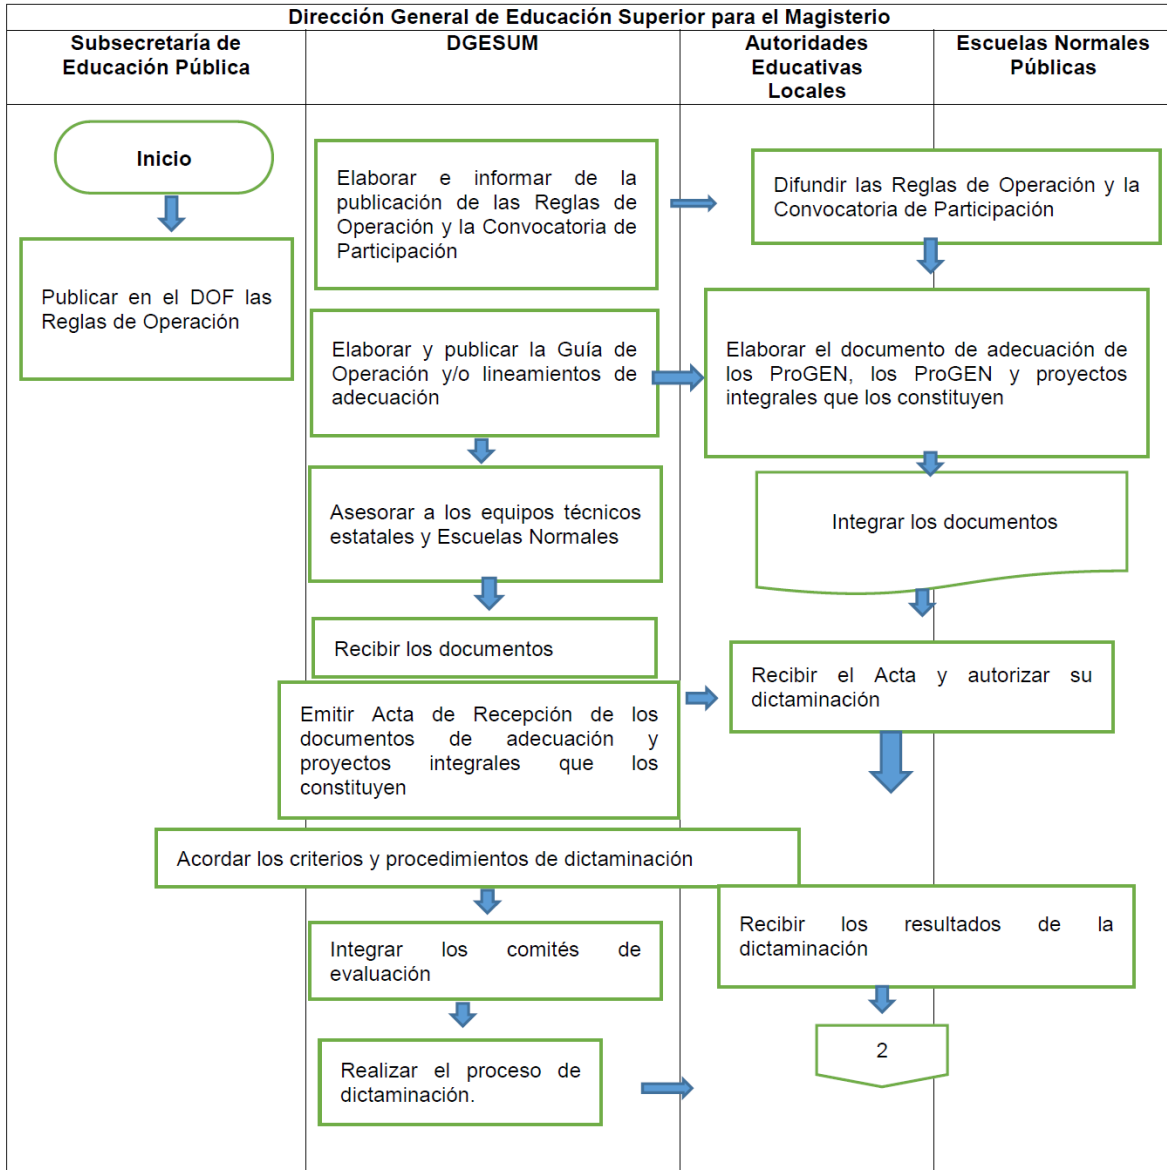 Dirección General de Educación Superior para el Magisterio
Subsecretaría de
Educación Pública
DGESUM
Autoridades
Educativas
Locales
Escuelas Normales
Públicas
Inicio
Publicar en el DOF las
Reglas de Operación
Elaborar e informar de la
publicación de las Reglas de
Operación y la Convocatoria de
Participación
Difundir las Reglas de Operación y la
Convocatoria de Participación
Elaborar y publicar la Guía de
Operación y/o lineamientos de
adecuación
Elaborar el documento de adecuación de
los ProGEN, los ProGEN y proyectos
integrales que los constituyen
Asesorar a los equipos técnicos
estatales y Escuelas Normales
Integrar los documentos
Recibir los documentos
Emitir Acta de Recepción de los
documentos de adecuación y
proyectos integrales que los
constituyen
Recibir el Acta y autorizar su
dictaminación
Acordar los criterios y procedimientos de dictaminación
Integrar los comités de
evaluación
Recibir los resultados de la
dictaminación
Realizar el proceso de
dictaminación.
2